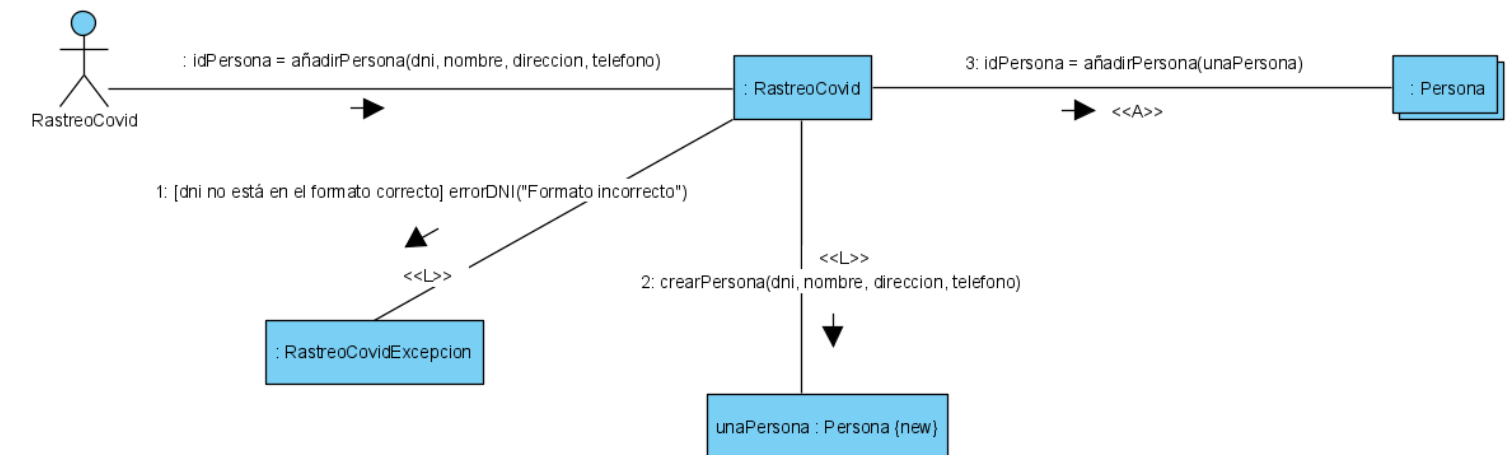 : idPersona = añadirPersona(dni, nombre, direccion, telefono)
3: idPersona = añadirPersona(unaPersona)
: RastreoCovid
: Persona
<<A>>
RastreoCovid
1: [dni no está en el formato correcto] errorDNI("Formato incorrecto")
<<L>>
<<L>>
2: crearPersona(dni, nombre, direccion, telefono)
: RastreoCovidExcepcion
unaPersona : Persona {new}